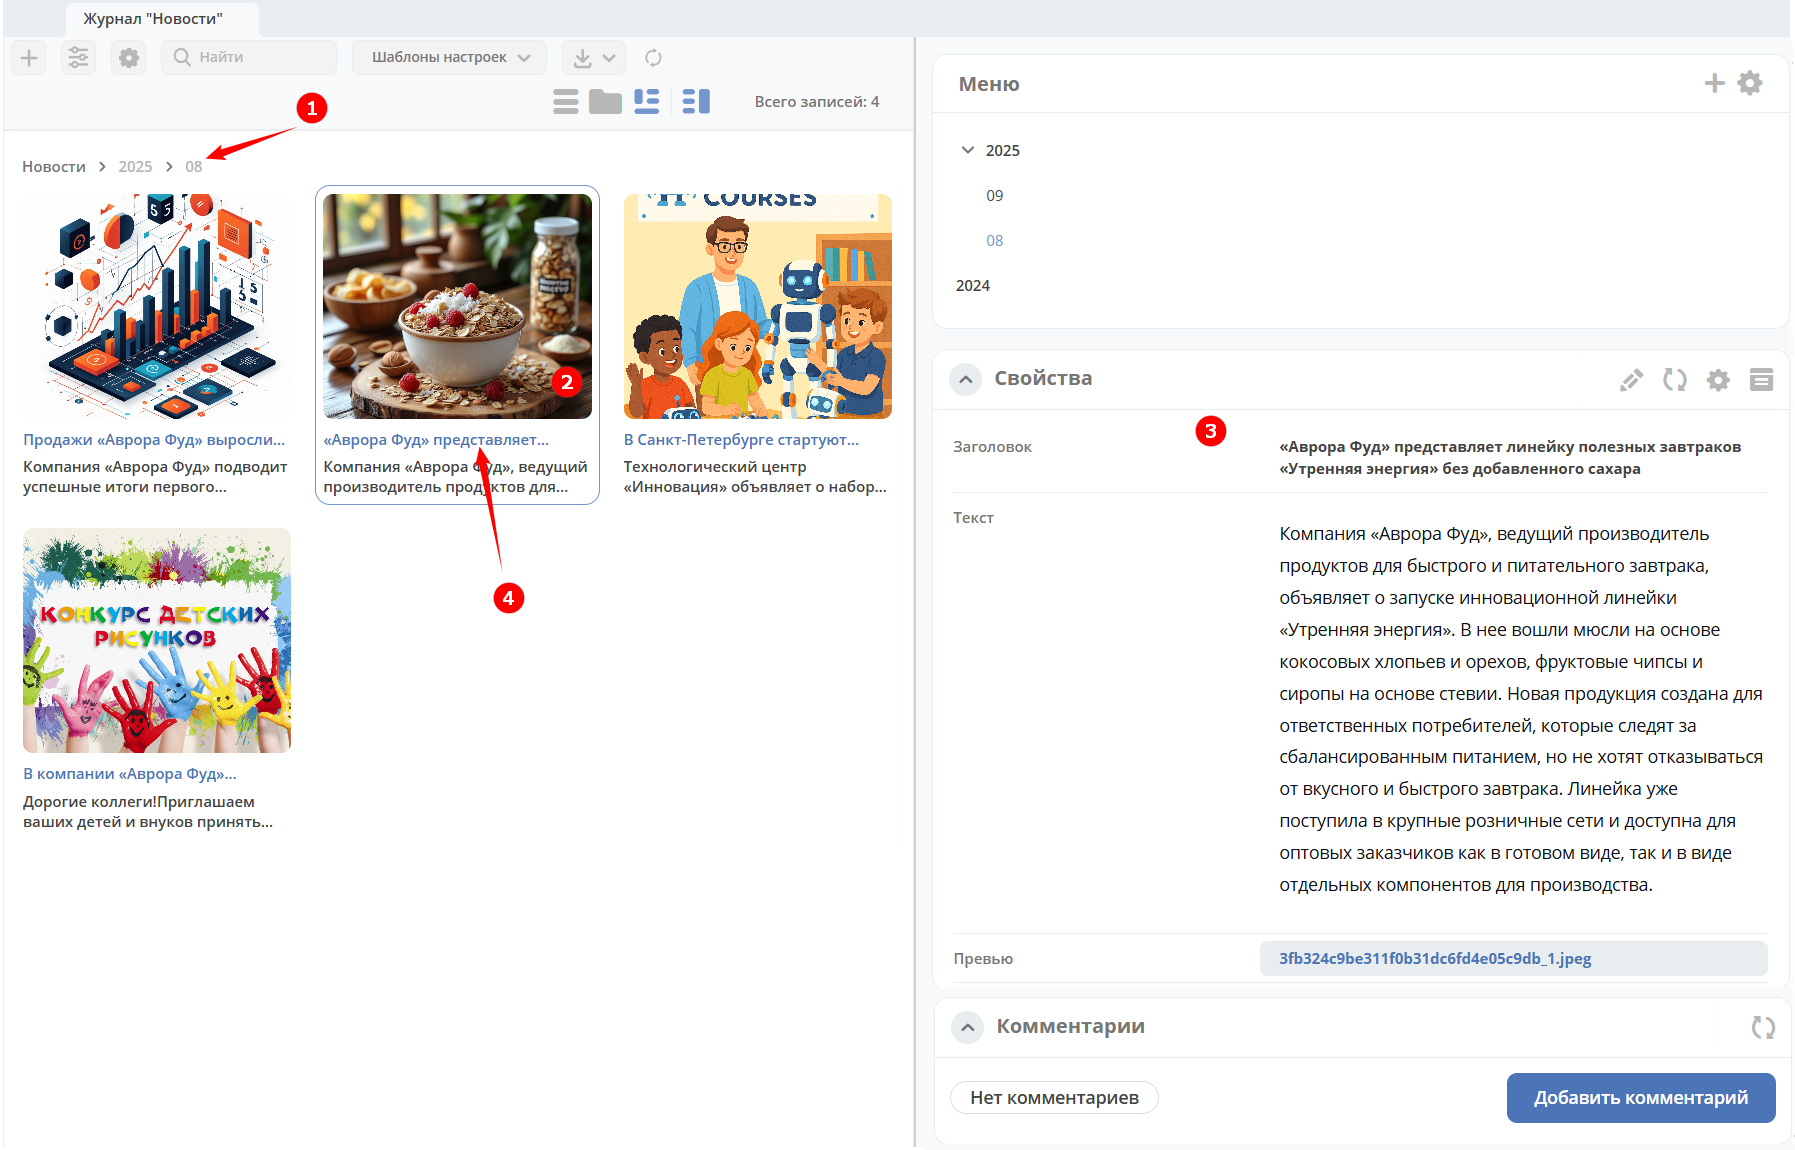 Журнал "Новости"
Найти
Шаблоны настроек
Всего записей: 4
1
Новости > 2025 > 08
COURSES
2
Продажи «Аврора Фуд» выросли...
Компания «Аврора Фуд» подводит
успешные итоги первого...
«Аврора Фуд» представляет...
Компания «Аврора Фуд», ведущий
производитель продуктов для...
В Санкт-Петербурге стартуют...
Технологический центр
«Инновация» объявляет о набор...
4
КОНКУРС ДЕТСКИХ
РИСУНКОВ
В компании «Аврора Фуд»...
Дорогие коллеги!Приглашаем
ваших детей и внуков принять...
Меню
2025
09
08
2024
Свойства
3
Заголовок
«Аврора Фуд» представляет линейку полезных завтраков
«Утренняя энергия» без добавленного сахара
Текст
Компания «Аврора Фуд», ведущий производитель
продуктов для быстрого и питательного завтрака,
объявляет о запуске инновационной линейки
«Утренняя энергия». В нее вошли мюсли на основе
кокосовых хлопьев и орехов, фруктовые чипсы и
сиропы на основе стевии. Новая продукция создана для
ответственных потребителей, которые следят за
сбалансированным питанием, но не хотят отказываться
от вкусного и быстрого завтрака. Линейка уже
поступила в крупные розничные сети и доступна для
оптовых заказчиков как в готовом виде, так и в виде
отдельных компонентов для производства.
Превью
3fb324c9be311f0b31dc6fd4e05c9db_1.jpeg
Комментарии
Нет комментариев
Добавить комментарий